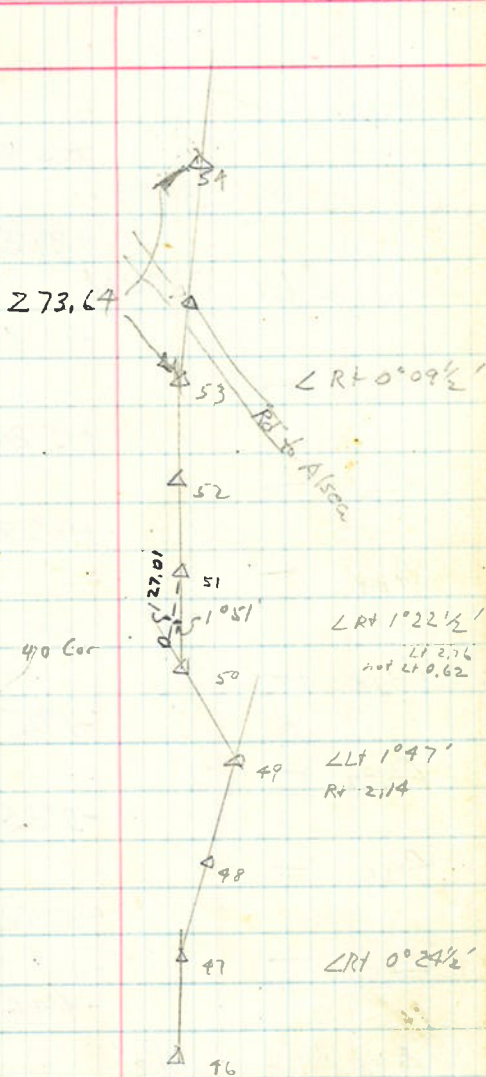 54
273.64
53
∠ Rt 0°09½'
Rd to Alsea
52
51
127.01
1°51'
∠Rt 1°22½'
Lt 2.76
not Lt 0.62
Cor
50
49
∠Lt 1°47'
Rt 2.14
48
47
∠Rt 0°24½'
46